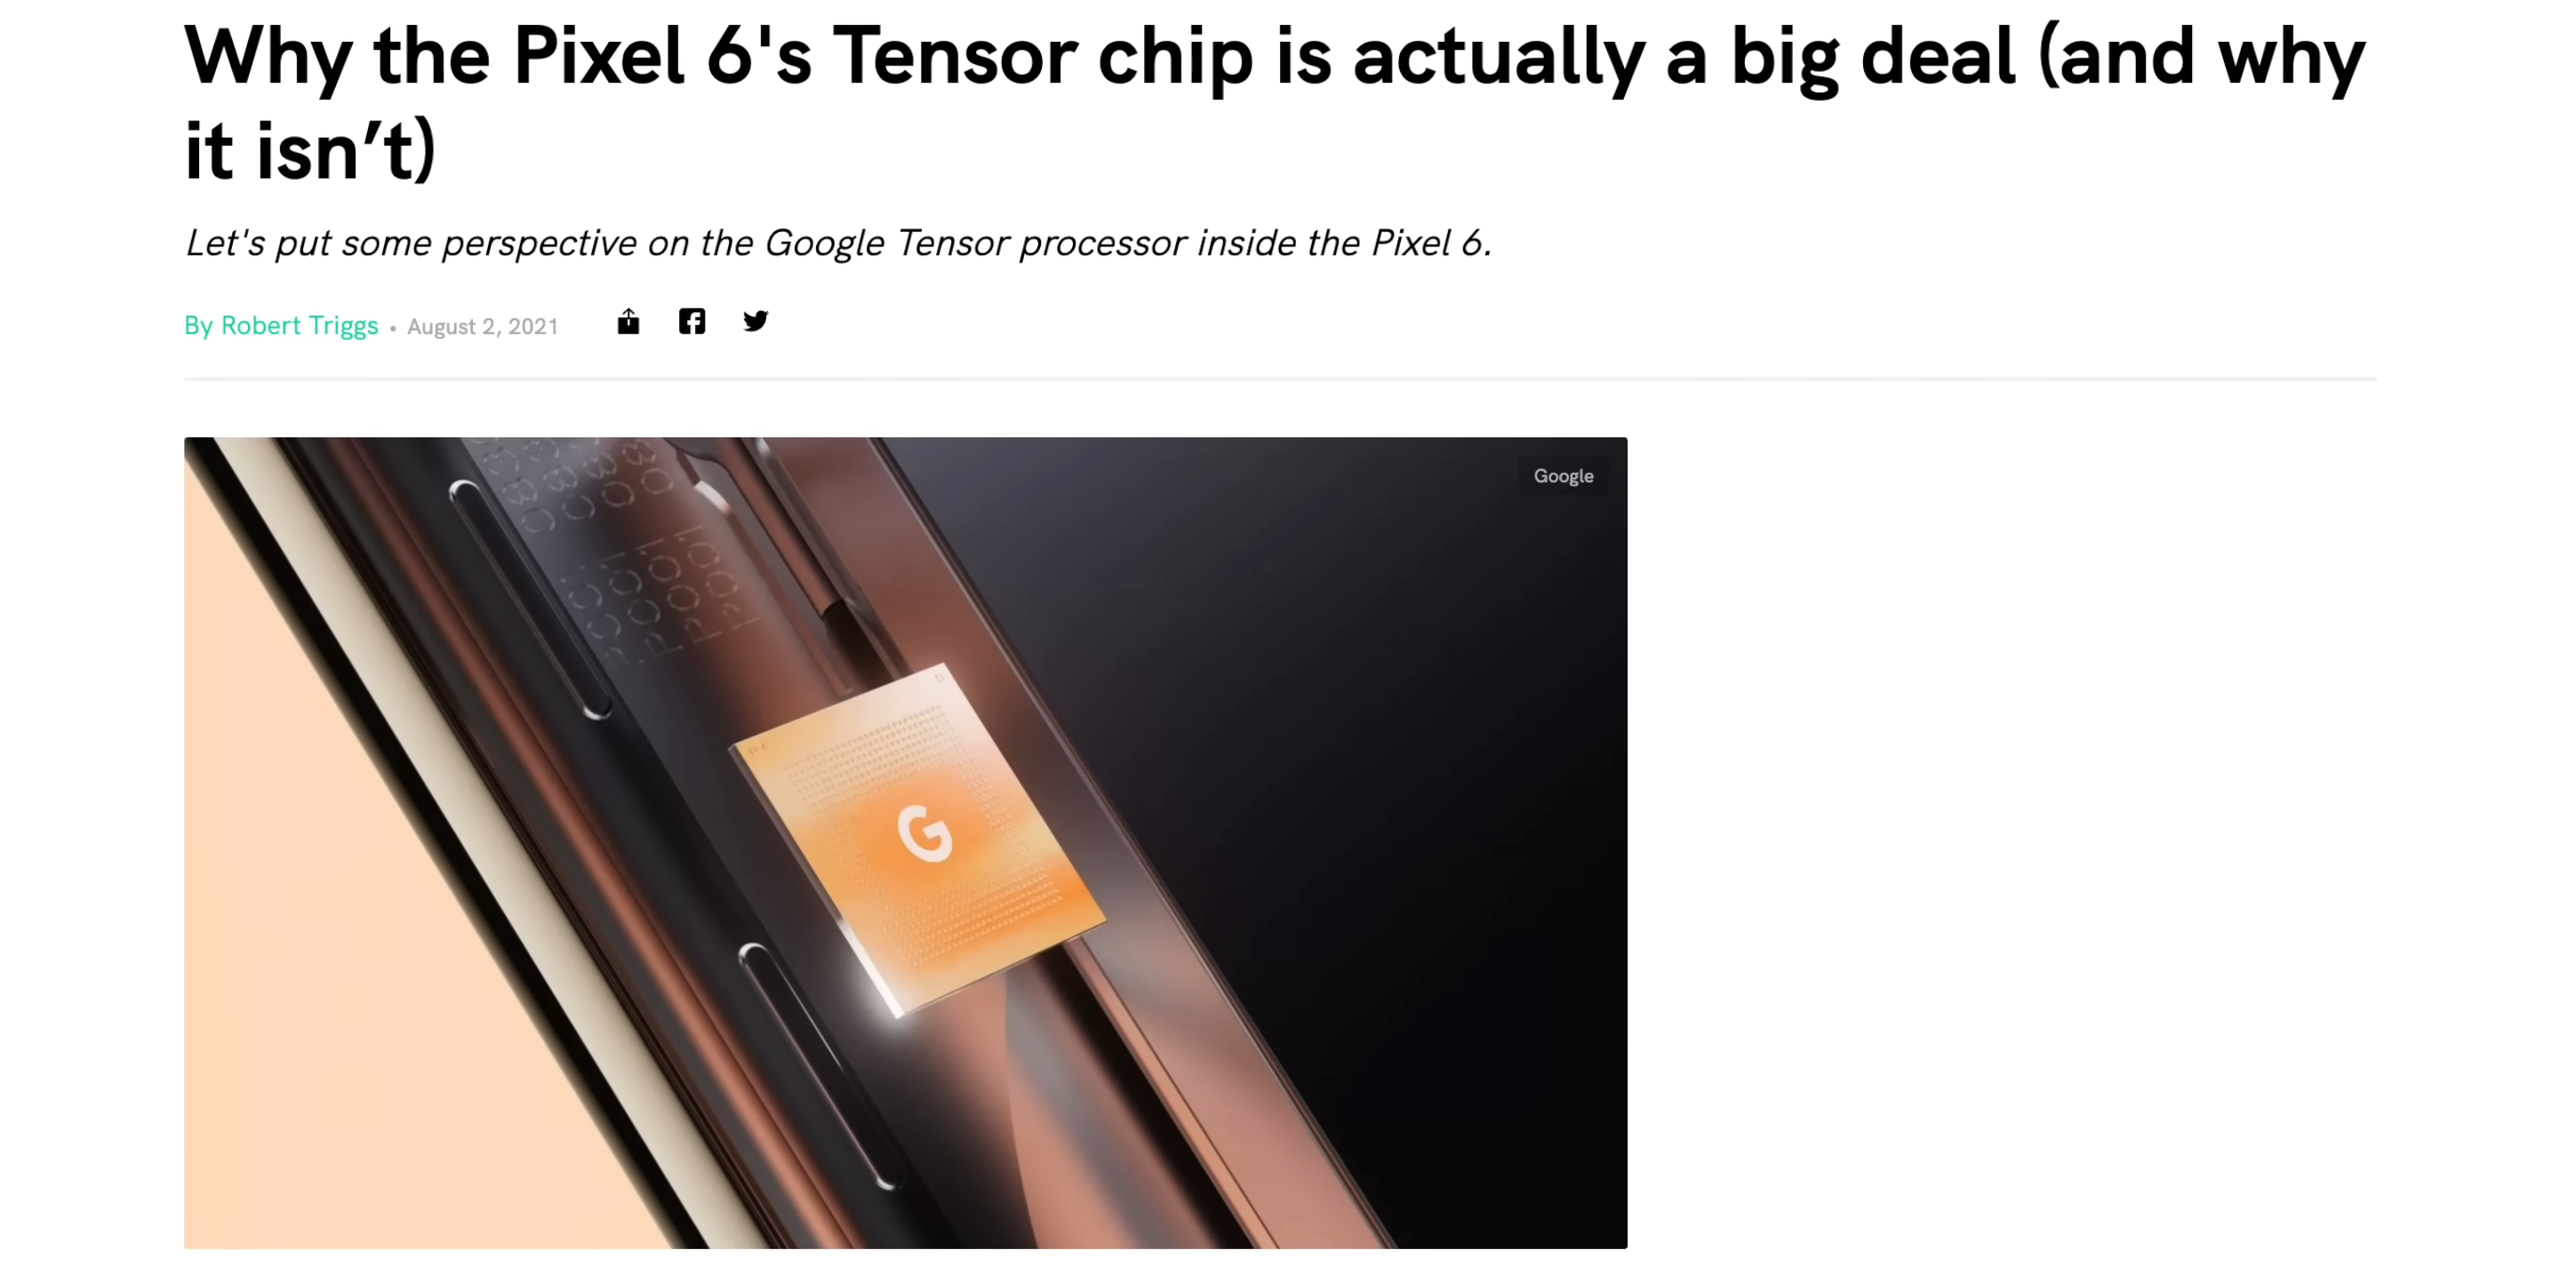 Why the Pixel 6's Tensor chip is actually a big deal (and why
it isn’t)
Let's put some perspective on the Google Tensor processor inside the Pixel 6.
By Robert Triggs • August 2, 2021
Google
G